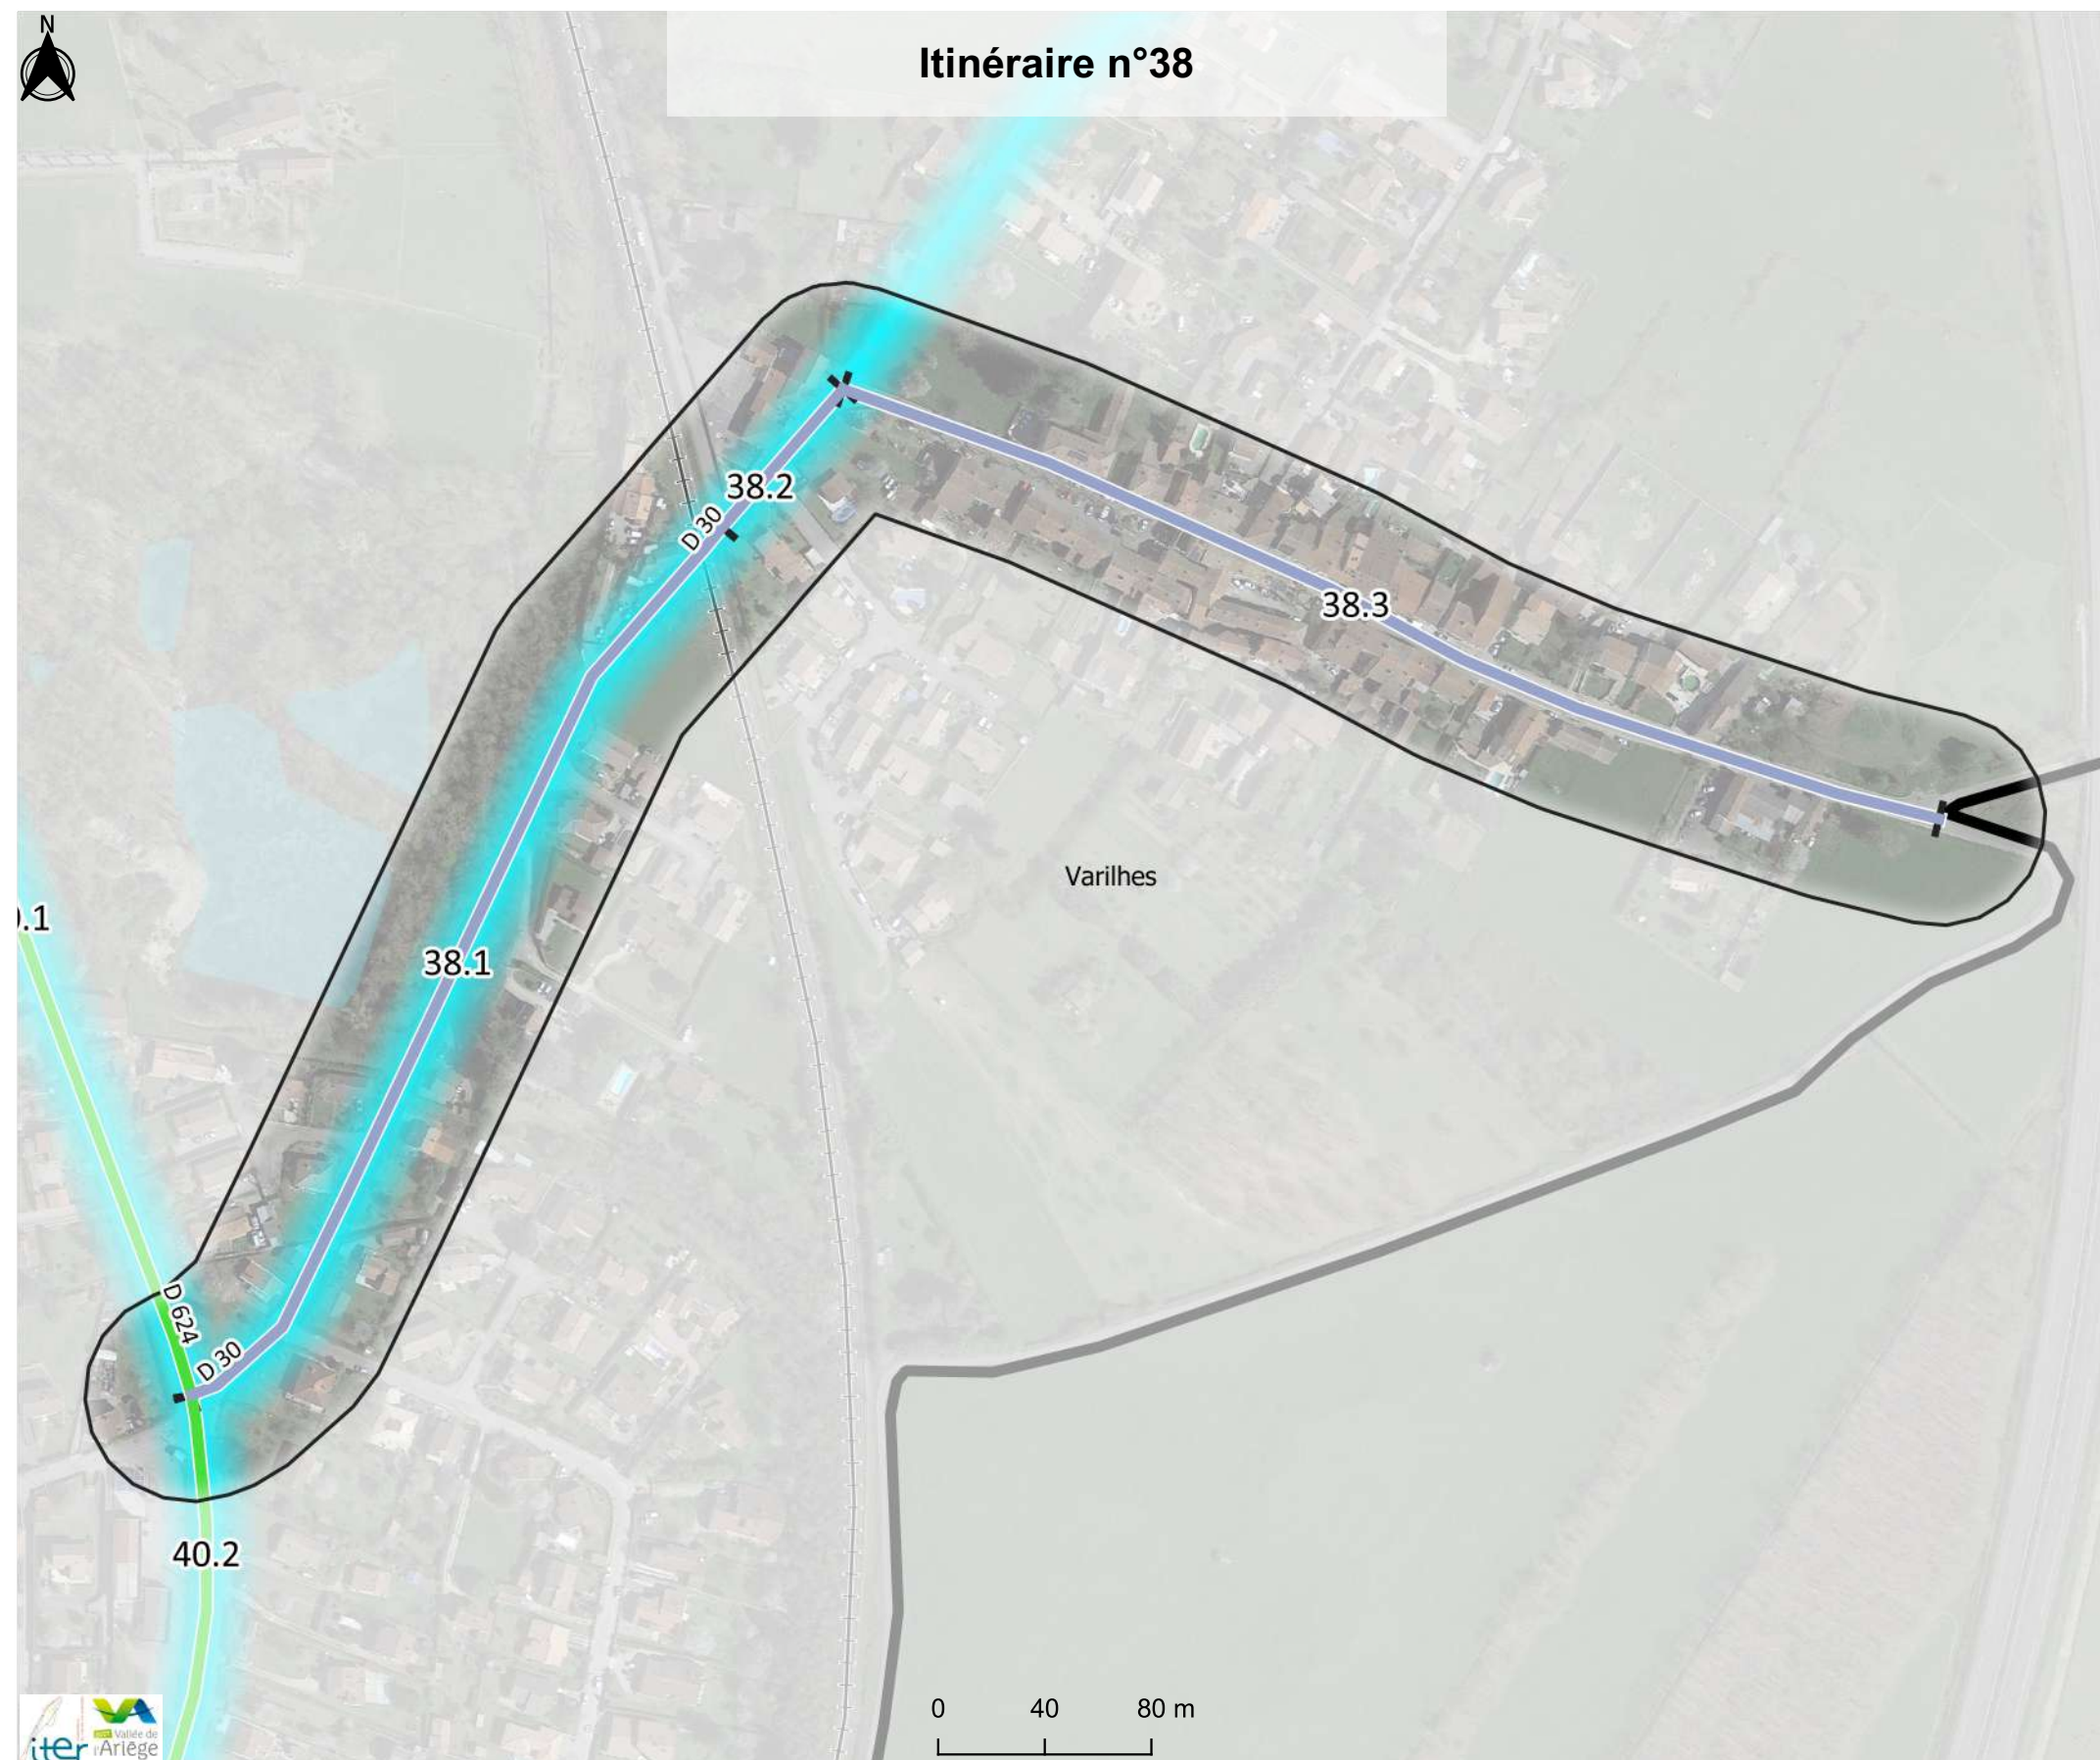 N
Itinéraire n°38
38.2
D 30
38.3
Varilhes
.1
38.1
D 624
D 30
40.2
0 40 80 m
iter
Vallée de
l'Ariège